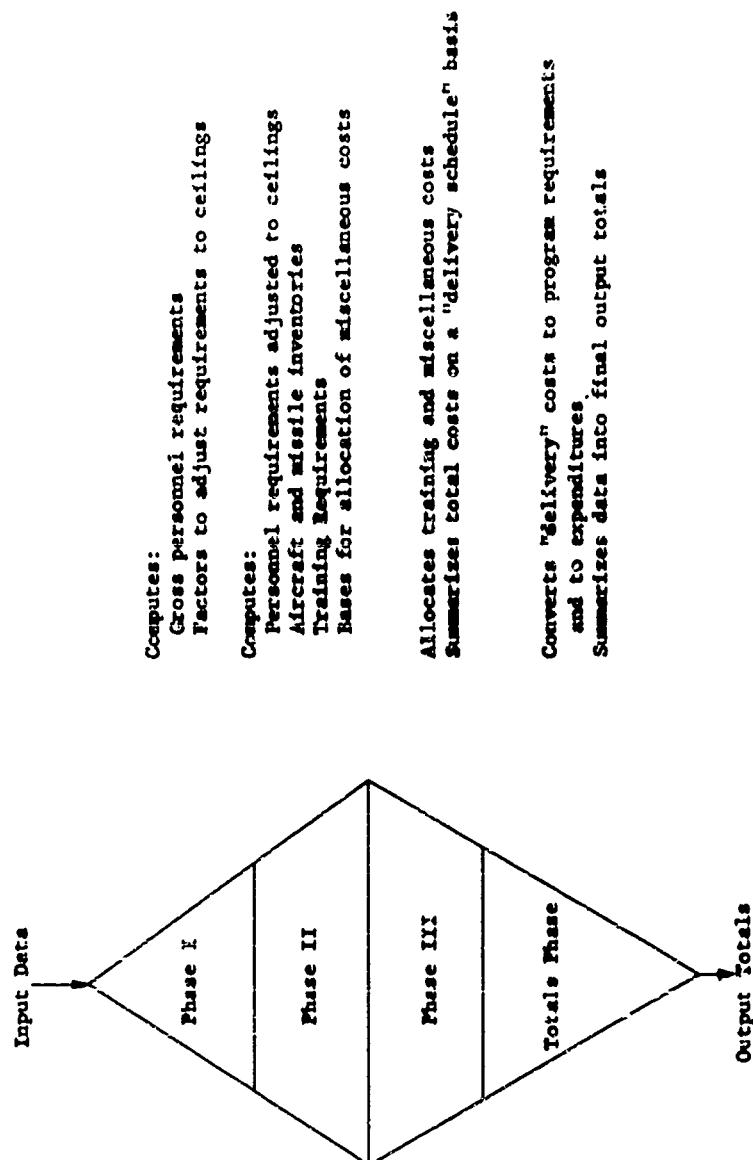 Input Data
Phase I
Phase II
Phase III
Totals Phase
Output Totals
Computes:
Gross personnel requirements
Factors to adjust requirements to ceilings
Computes:
Personnel requirements adjusted to ceilings
Aircraft and missile inventories
Training Requirements
Bases for allocation of miscellaneous costs
Allocates training and miscellaneous costs
Summarizes total costs on a "delivery schedule" basis
Converts "delivery" costs to program requirements
and to expenditures
Summarizes data into final output totals